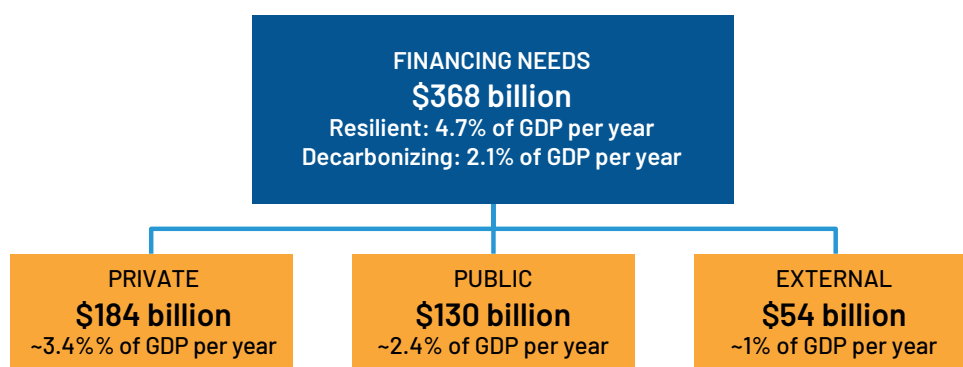 FINANCING NEEDS
$368 billion
Resilient: 4.7% of GDP per year
Decarbonizing: 2.1% of GDP per year
PRIVATE
$184 billion
~3.4%% of GDP per year
PUBLIC
$130 billion
~2.4% of GDP per year
EXTERNAL
$54 billion
~1% of GDP per year